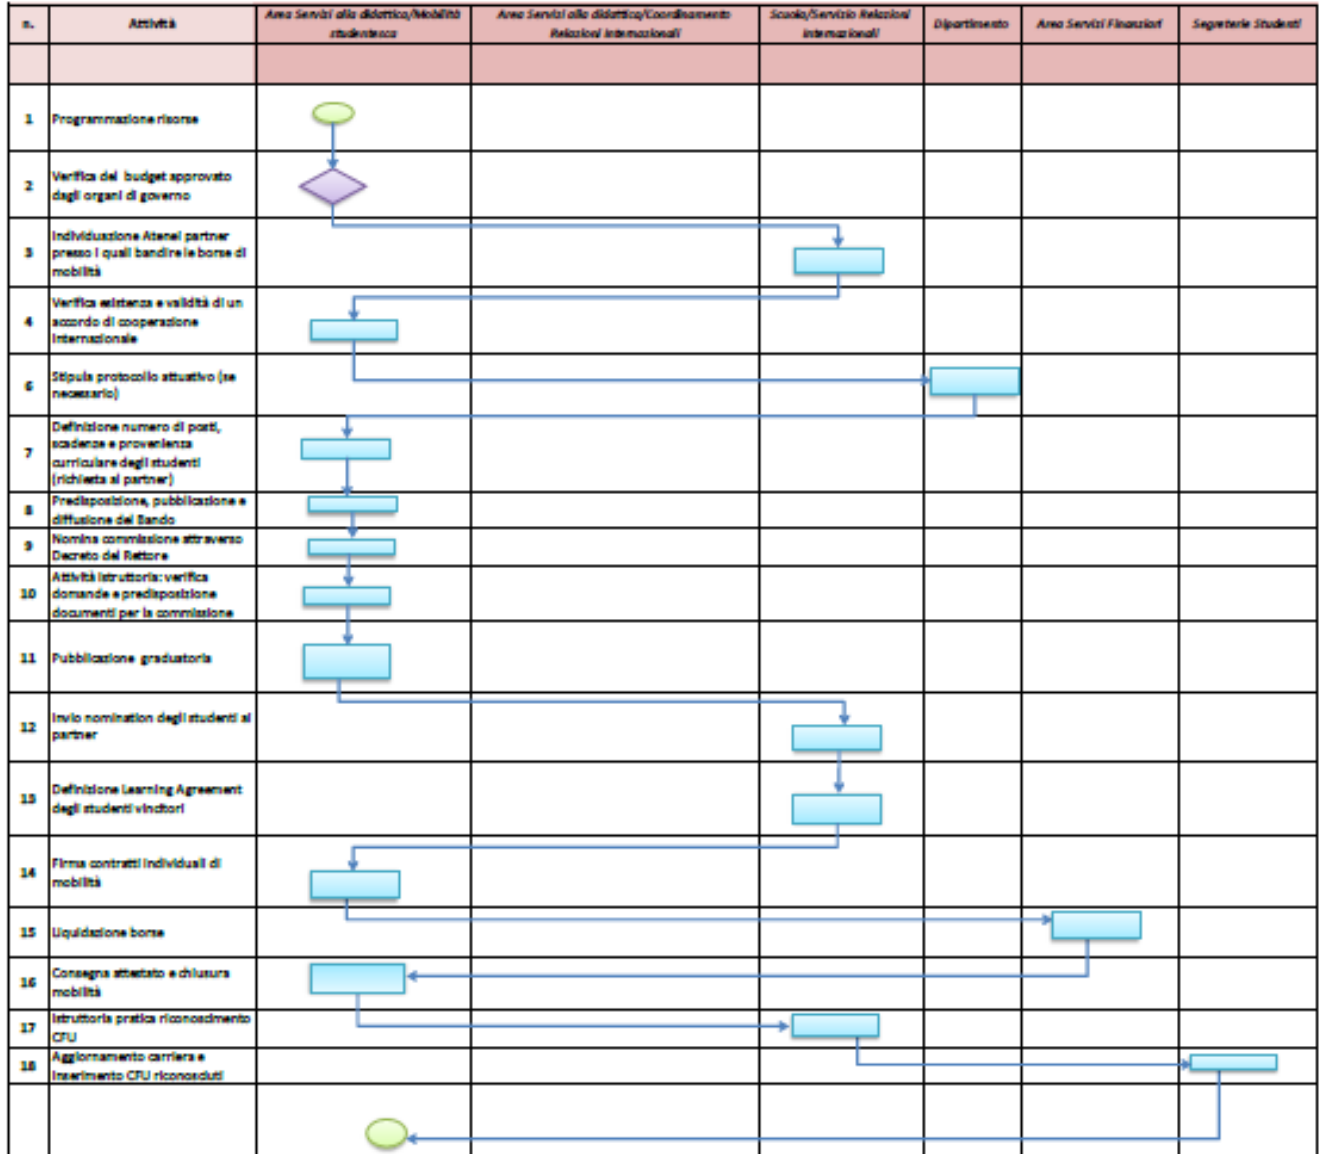 n.
Attività
Area Servizi alla didattica/Mobilità
studentesca
Area Servizi alla didattica/Coordinamento
Relazioni Internazionali
Scuola/Servizio Relazioni
Internazionali
Dipartimento
Area Servizi Finanziari
Segreterie Studenti
1
Programmazione risorse
2
Verifica del budget approvato
dagli organi di governo
3
Individuazione Atenei partner
presso i quali bandire le borse di
mobilità
4
Verifica esistenza e validità di un
accordo di cooperazione
internazionale
6
Stipula protocollo attuativo (se
necessario)
7
Definizione numero di posti,
scadenze e provenienza
curriculare degli studenti
(richiesta ai partner)
8
Predisposizione, pubblicazione e
diffusione del Bando
9
Nomina commissione attraverso
Decreto del Rettore
10
Attività istruttoria: verifica
domande e predisposizione
documenti per la commissione
11
Pubblicazione graduatoria
12
Invio nomination degli studenti ai
partner
13
Definizione Learning Agreement
degli studenti vincitori
14
Firma contratti individuali di
mobilità
15
Liquidazione borse
16
Consegna attestato e chiusura
mobilità
17
Istruttoria pratica riconoscimento
CFU
18
Aggiornamento carriera e
inserimento CFU riconosciuti